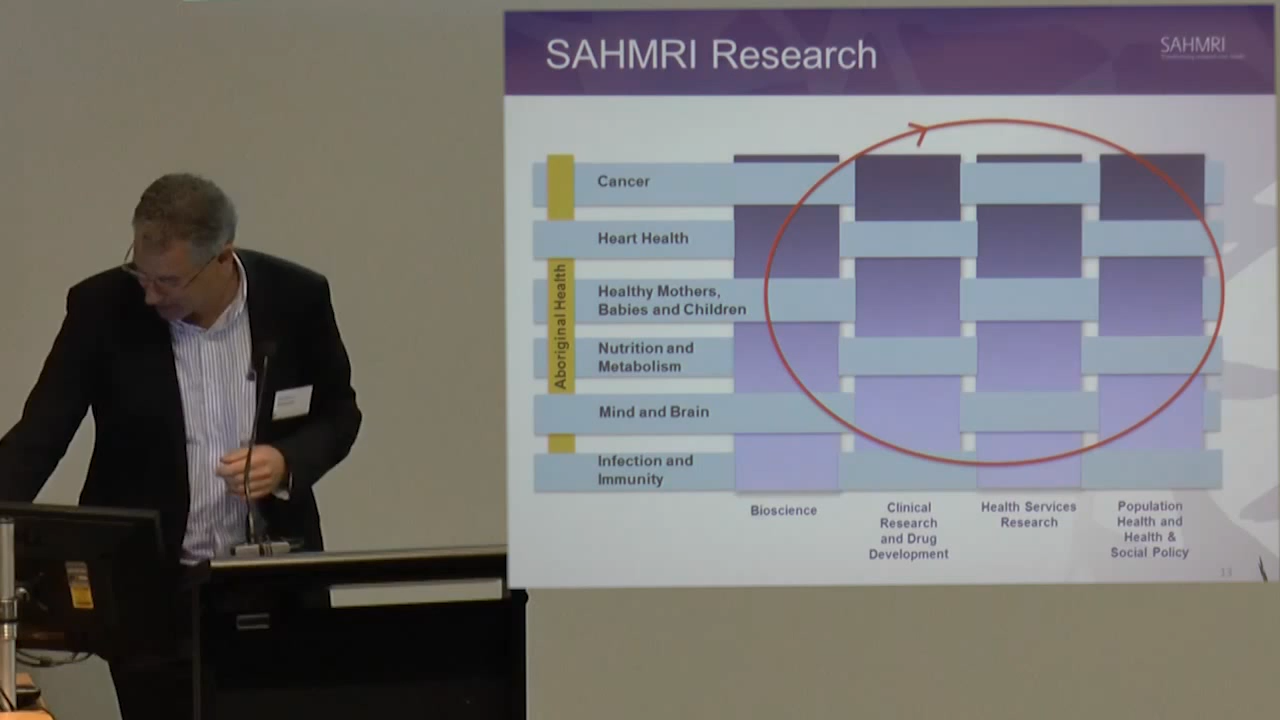 SAHMRI Research
SAHMRI
Cancer
Heart Health
Aboriginal Health
Healthy Mothers,
Babies and Children
Nutrition and
Metabolism
Mind and Brain
Infection and
Immunity
Bioscience
Clinical
Research
and Drug
Development
Health Services
Research
Population
Health and
Health &
Social Policy
13